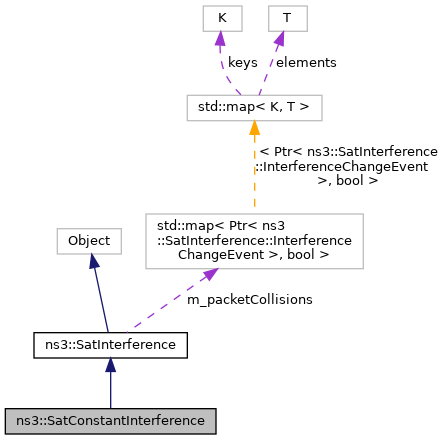 K
T
keys
elements
std::map< K, T >
< Ptr< ns3::SatInterference
::InterferenceChangeEvent
>, bool >
std::map< Ptr< ns3
::SatInterference::Interference
ChangeEvent >, bool >
Object
m_packetCollisions
ns3::SatInterference
ns3::SatConstantInterference